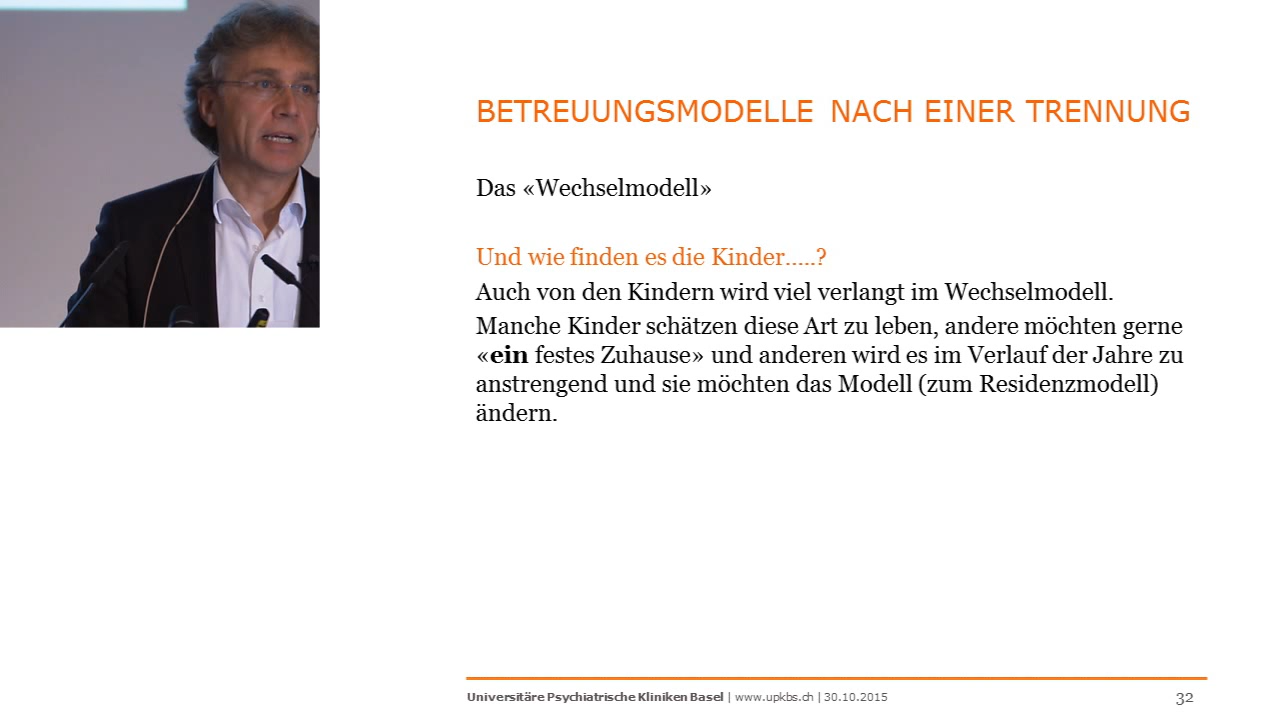 BETREUUNGSMODELLE NACH EINER TRENNUNG
Das «Wechselmodell»
Und wie finden es die Kinder.....?
Auch von den Kindern wird viel verlangt im Wechselmodell.
Manche Kinder schätzen diese Art zu leben, andere möchten gerne
«ein festes Zuhause» und anderen wird es im Verlauf der Jahre zu
anstrengend und sie möchten das Modell (zum Residenzmodell)
ändern.
Universitäre Psychiatrische Kliniken Basel | www.upkbs.ch | 30.10.2015
32